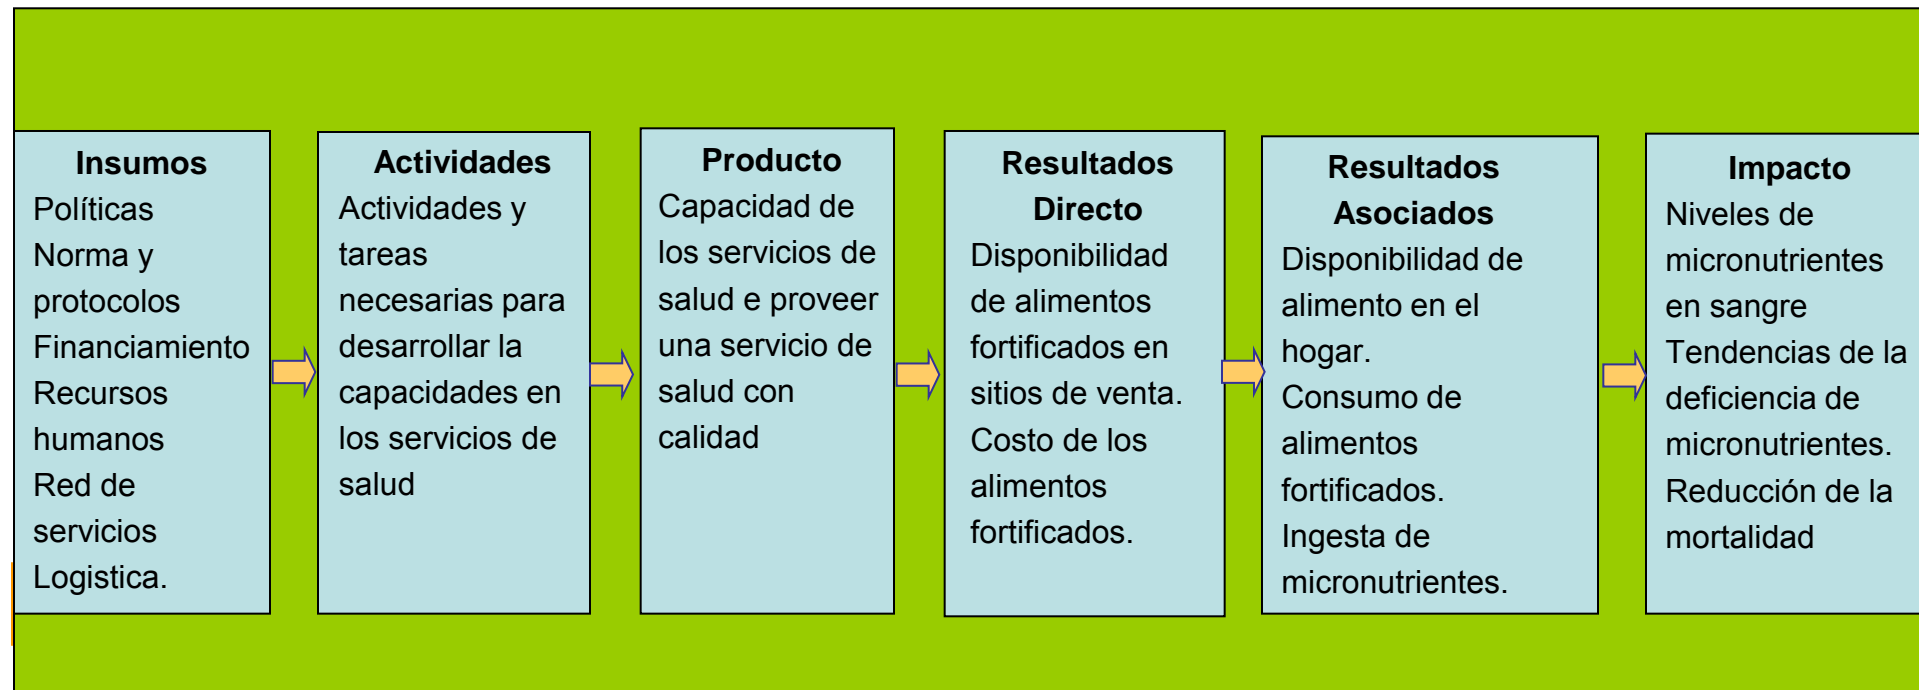 Insumos
Políticas
Norma y
protocolos
Financiamiento
Recursos
humanos
Red de
servicios
Logistica.
Actividades
Actividades y
tareas
necesarias para
desarrollar la
capacidades en
los servicios de
salud
Producto
Capacidad de
los servicios de
salud e proveer
una servicio de
salud con
calidad
Resultados
Directo
Disponibilidad
de alimentos
fortificados en
sitios de venta.
Costo de los
alimentos
fortificados.
Resultados
Asociados
Disponibilidad de
alimento en el
hogar.
Consumo de
alimentos
fortificados.
Ingesta de
micronutrientes.
Impacto
Niveles de
micronutrientes
en sangre
Tendencias de la
deficiencia de
micronutrientes.
Reducción de la
mortalidad